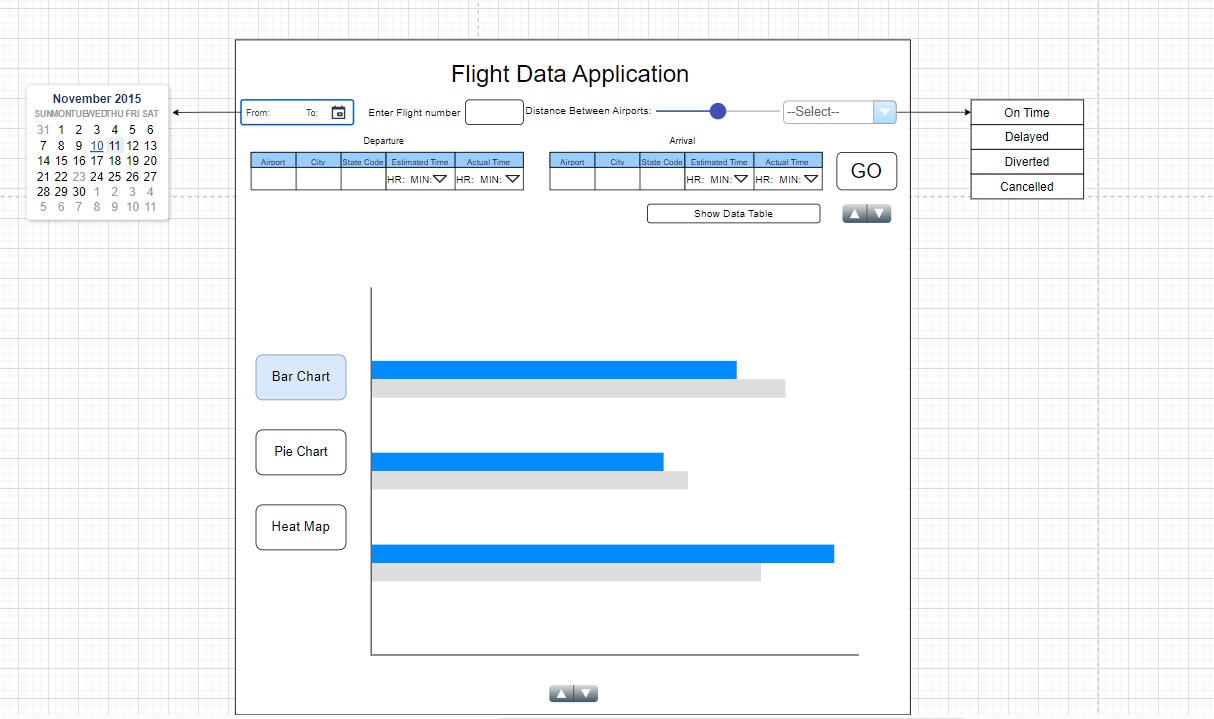 Flight Data Application
November 2015
SUN MON TUE WED THU FRI SAT
31 1 2 3 4 5 6
7 8 9 10 11 12 13
14 15 16 17 18 19 20
21 22 23 24 25 26 27
28 29 30 1 2 3 4
5 6 7 8 9 10 11
From: To:
Enter Flight number
Distance Between Airports:
--Select--
On Time
Delayed
Diverted
Cancelled
Departure
Airport City State Code Estimated Time Actual Time
HR: MIN: HR: MIN:
Arrival
Airport City State Code Estimated Time Actual Time
HR: MIN: HR: MIN:
GO
Show Data Table
Bar Chart
Pie Chart
Heat Map